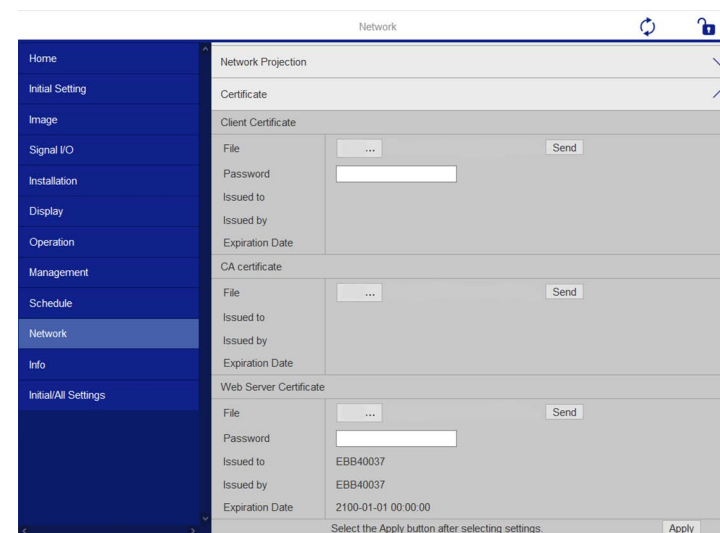 Network
Home
Initial Setting
Image
Signal I/O
Installation
Display
Operation
Management
Schedule
Network
Info
Initial/All Settings
Network Projection
Certificate
Client Certificate
File ... Send
Password
Issued to
Issued by
Expiration Date
CA certificate
File ... Send
Issued to
Issued by
Expiration Date
Web Server Certificate
File ... Send
Password
Issued to EBB40037
Issued by EBB40037
Expiration Date 2100-01-01 00:00:00
Select the Apply button after selecting settings. Apply